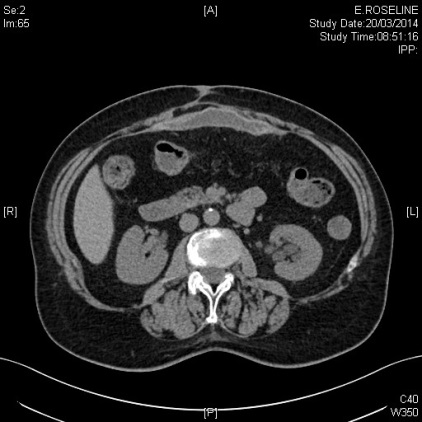 Se:2
Im:65
[A]
E.ROSELINE
Study Date:20/03/2014
Study Time:08:51:16
IPP:
[R]
[L]
[P]
C40
W350